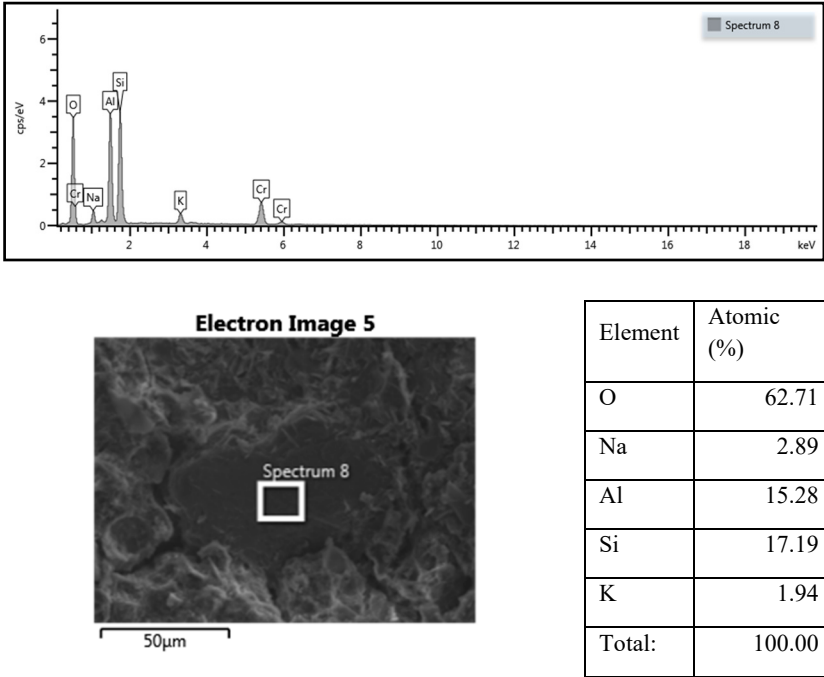 Spectrum 8
6
4
2
0
cps/eV
O
Cr
Na
Al
Si
K
Cr
Cr
2 4 6 8 10 12 14 16 18 keV
Electron Image 5
Spectrum 8
50μm
Element Atomic (%)
O 62.71
Na 2.89
Al 15.28
Si 17.19
K 1.94
Total: 100.00